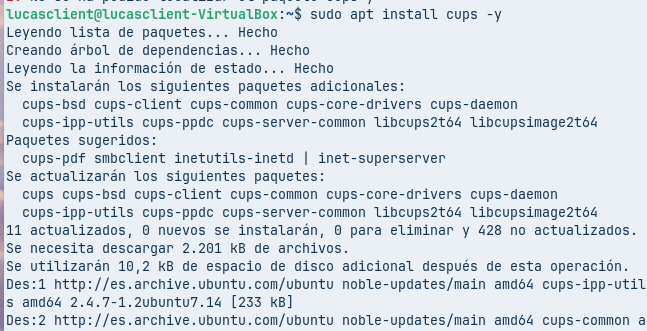 lucasclient@lucasclient-VirtualBox:~$ sudo apt install cups -y
Leyendo lista de paquetes... Hecho
Creando árbol de dependencias... Hecho
Leyendo la información de estado... Hecho
Se instalarán los siguientes paquetes adicionales:
  cups-bsd cups-client cups-common cups-core-drivers cups-daemon
  cups-ipp-utils cups-ppdc cups-server-common libcups2t64 libcupsimage2t64
Paquetes sugeridos:
  cups-pdf smbclient inetutils-inetd | inet-superserver
Se actualizarán los siguientes paquetes:
  cups cups-bsd cups-client cups-common cups-core-drivers cups-daemon
  cups-ipp-utils cups-ppdc cups-server-common libcups2t64 libcupsimage2t64
11 actualizados, 0 nuevos se instalarán, 0 para eliminar y 428 no actualizados.
Se necesita descargar 2.201 kB de archivos.
Se utilizarán 10,2 kB de espacio de disco adicional después de esta operación.
Des:1 http://es.archive.ubuntu.com/ubuntu noble-updates/main amd64 cups-ipp-util
s amd64 2.4.7-1.2ubuntu7.14 [233 kB]
Des:2 http://es.archive.ubuntu.com/ubuntu noble-updates/main amd64 cups-common a